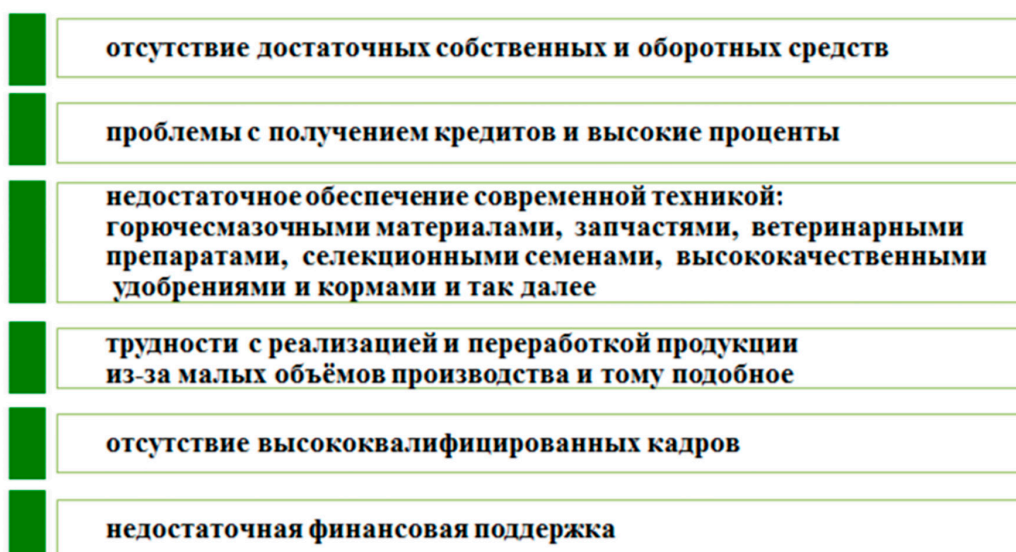 отсутствие достаточных собственных и оборотных средств
проблемы с получением кредитов и высокие проценты
недостаточное обеспечение современной техникой:
горючесмазочными материалами, запчастями, ветеринарными
препаратами, селекционными семенами, высококачественными
удобрениями и кормами и так далее
трудности с реализацией и переработкой продукции
из-за малых объёмов производства и тому подобное
отсутствие высококвалифицированных кадров
недостаточная финансовая поддержка